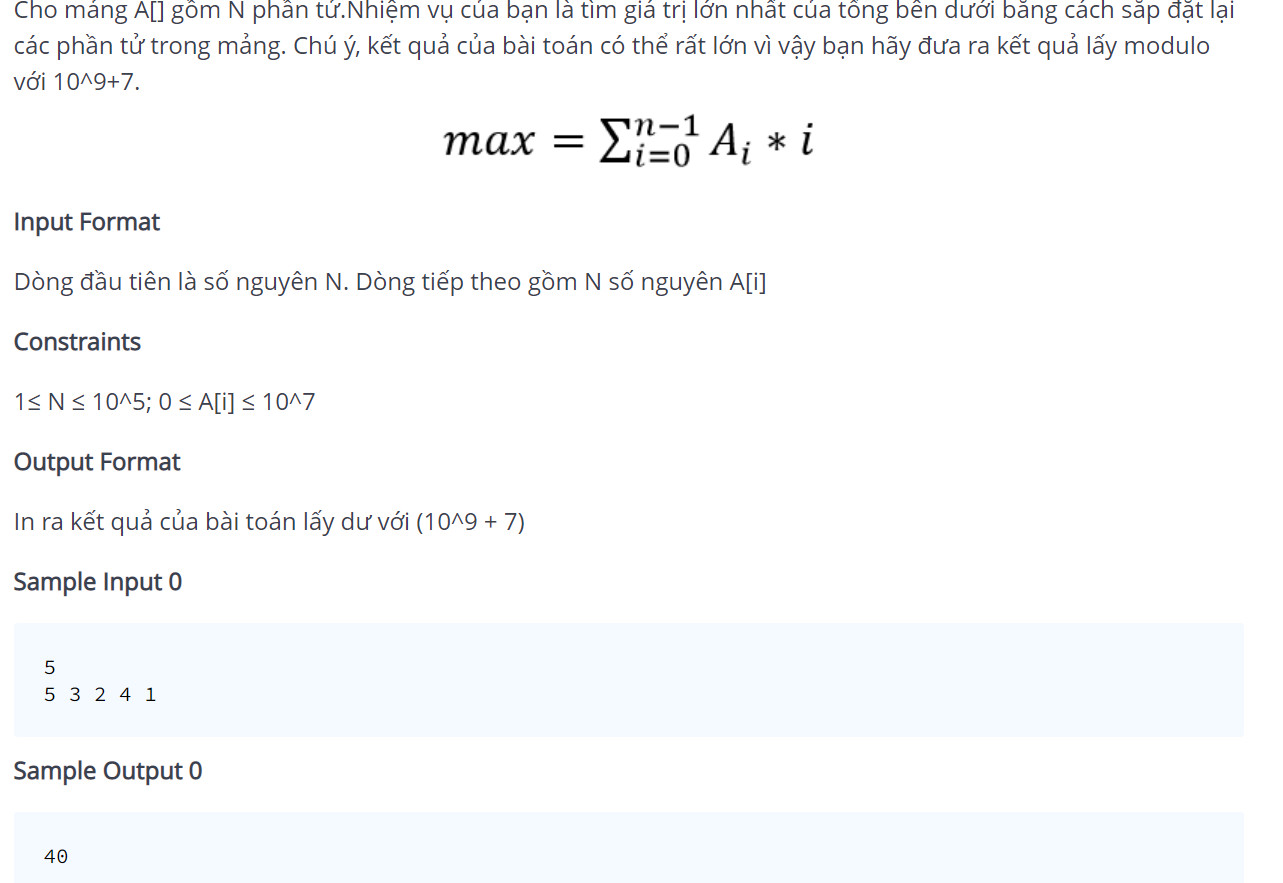 Cho mảng A[] gồm N phần tử.Nhiệm vụ của bạn là tìm giá trị lớn nhất của tổng bên dưới bằng cách sắp đặt lại
các phần tử trong mảng. Chú ý, kết quả của bài toán có thể rất lớn vì vậy bạn hãy đưa ra kết quả lấy modulo
với 10^9+7.
max = ∑_{i=0}^{n−1} A_i * i
Input Format
Dòng đầu tiên là số nguyên N. Dòng tiếp theo gồm N số nguyên A[i]
Constraints
1≤ N ≤ 10^5; 0 ≤ A[i] ≤ 10^7
Output Format
In ra kết quả của bài toán lấy dư với (10^9 + 7)
Sample Input 0
5
5 3 2 4 1
Sample Output 0
40